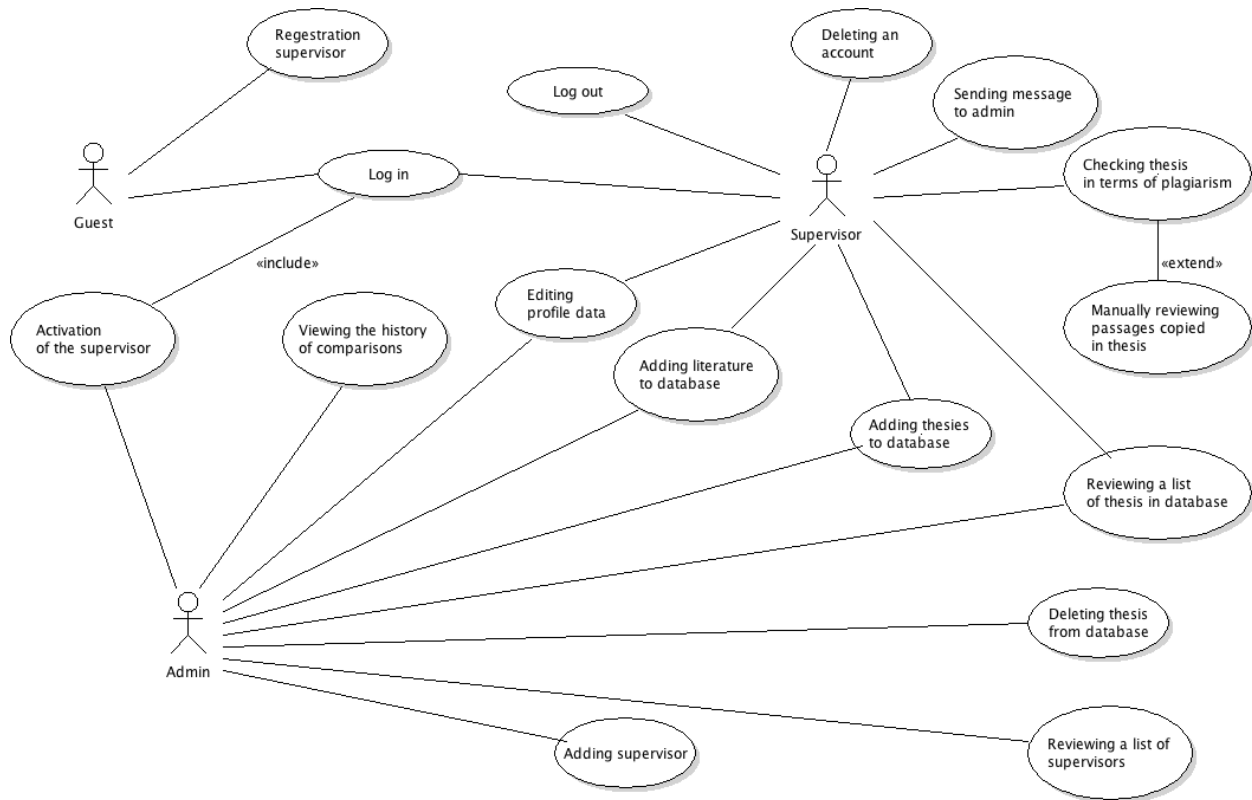 Regestration
supervisor
Deleting an
account
Log out
Sending message
to admin
Guest
Log in
Supervisor
Checking thesis
in terms of plagiarism
«include»
«extend»
Activation
of the supervisor
Viewing the history
of comparisons
Editing
profile data
Adding literature
to database
Manually reviewing
passages copied
in thesis
Adding thesies
to database
Reviewing a list
of thesis in database
Admin
Deleting thesis
from database
Adding supervisor
Reviewing a list of
supervisors